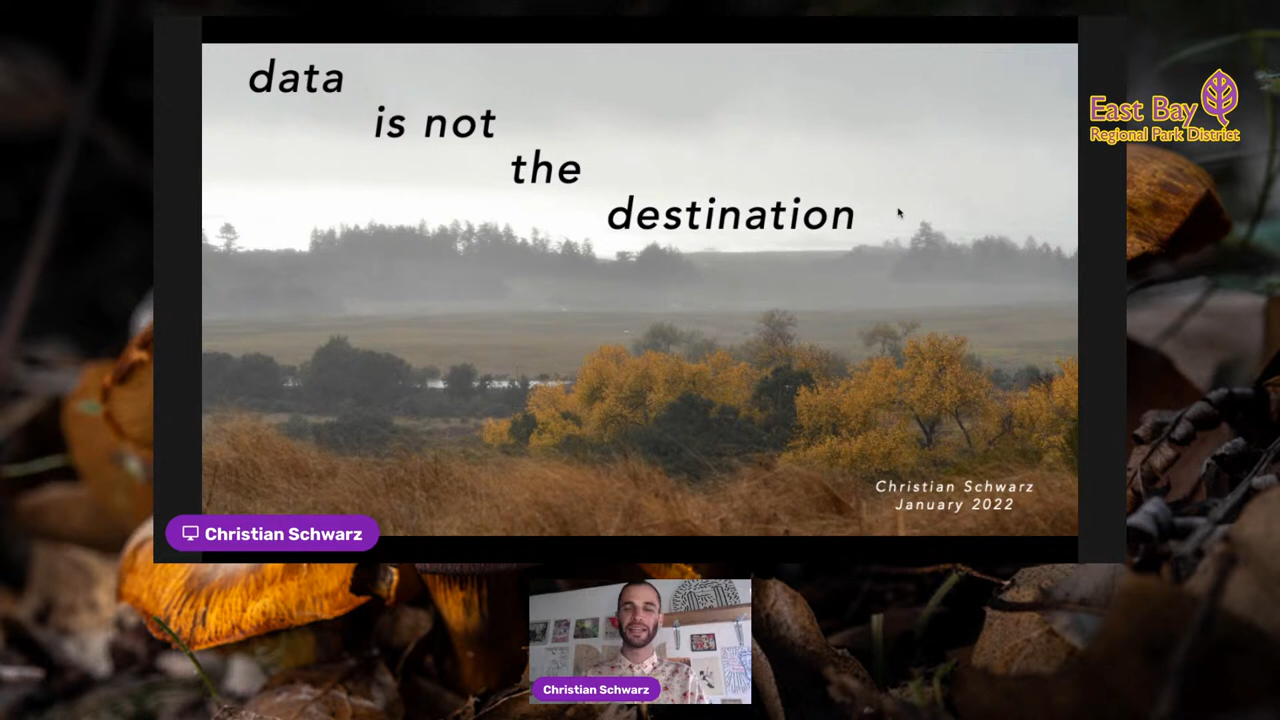 data
is not
the
destination
East Bay
Regional Park District
Christian Schwarz
January 2022
Christian Schwarz
Christian Schwarz